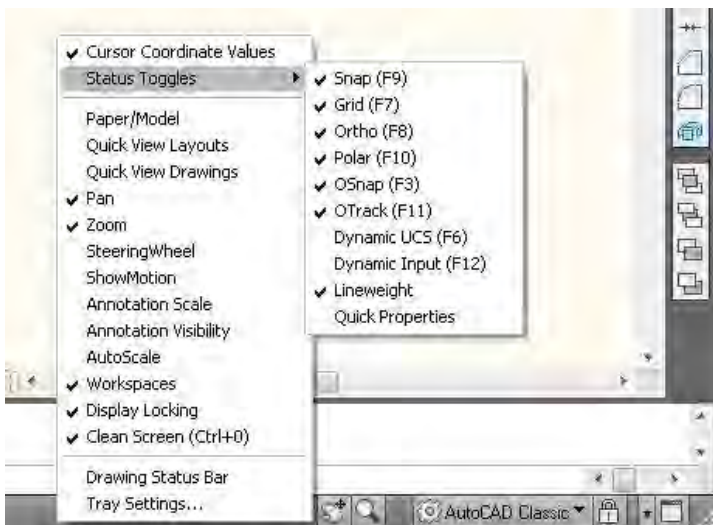 Cursor Coordinate Values
Status Toggles
Paper/Model
Quick View Layouts
Quick View Drawings
Pan
Zoom
SteeringWheel
ShowMotion
Annotation Scale
Annotation Visibility
AutoScale
Workspaces
Display Locking
Clean Screen (Ctrl+0)
Drawing Status Bar
Tray Settings...
Snap (F9)
Grid (F7)
Ortho (F8)
Polar (F10)
OSnap (F3)
OTrack (F11)
Dynamic UCS (F6)
Dynamic Input (F12)
Lineweight
Quick Properties
AutoCAD Classic